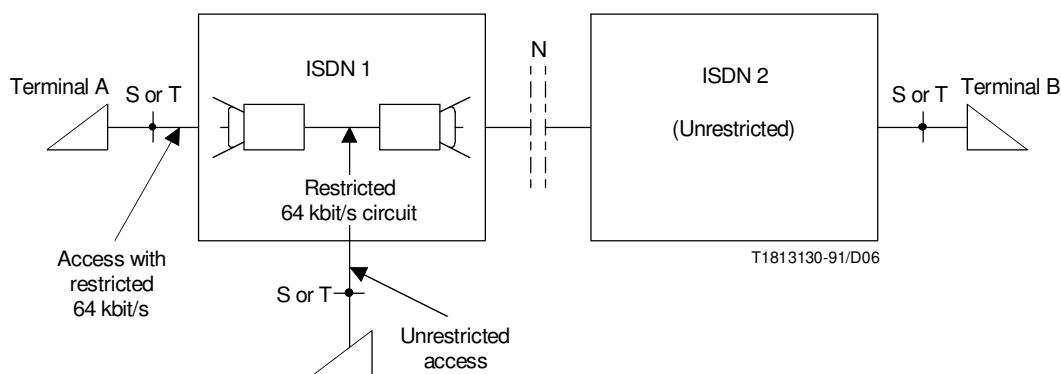 N
ISDN 1
ISDN 2
Terminal A
Terminal B
S or T
S or T
(Unrestricted)
Restricted
64 kbit/s circuit
T1813130-91/D06
Access with
restricted
64 kbit/s
S or T
Unrestricted
access